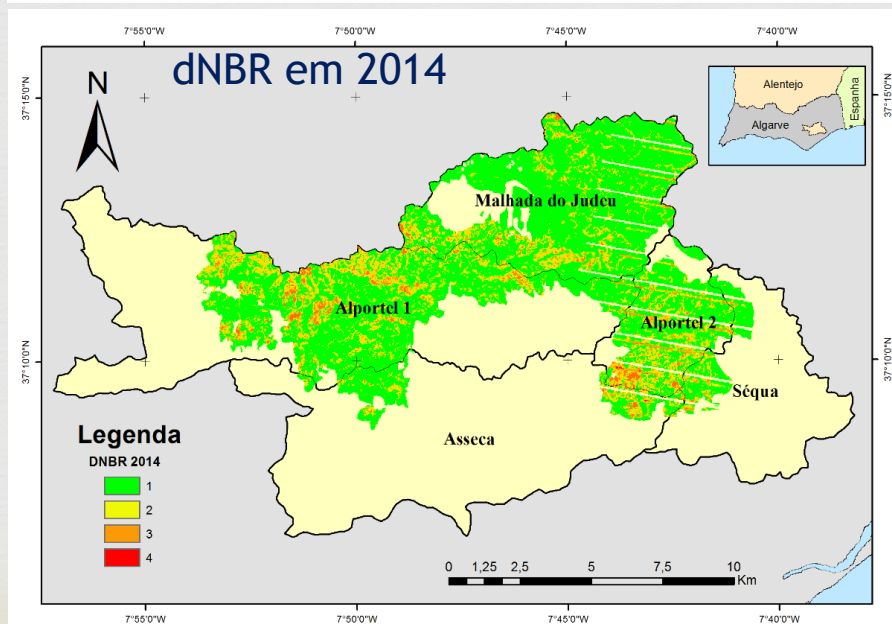 7°55'0"W 7°50'0"W 7°45'0"W 7°40'0"W
dNBR em 2014
N
37°15'0"N
37°15'0"N
Alentejo
Algarve
Espanha
Malhada do Judeu
Alportel 1
Alportel 2
37°10'0"N
37°10'0"N
Séqua
Asseca
Legenda
DNBR 2014
1
2
3
4
0 1,25 2,5 5 7,5 10
Km
7°55'0"W 7°50'0"W 7°45'0"W 7°40'0"W